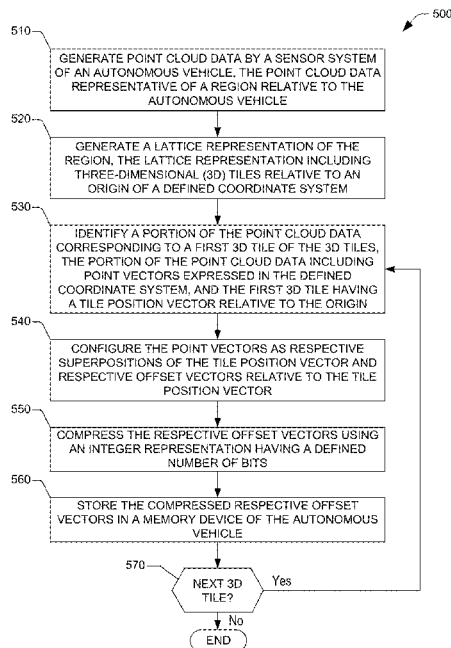 500
510
GENERATE POINT CLOUD DATA BY A SENSOR SYSTEM
OF AN AUTONOMOUS VEHICLE, THE POINT CLOUD DATA
REPRESENTATIVE OF A REGION RELATIVE TO THE
AUTONOMOUS VEHICLE
520
GENERATE A LATTICE REPRESENTATION OF THE
REGION, THE LATTICE REPRESENTATION INCLUDING
THREE-DIMENSIONAL (3D) TILES RELATIVE TO AN
ORIGIN OF A DEFINED COORDINATE SYSTEM
530
IDENTIFY A PORTION OF THE POINT CLOUD DATA
CORRESPONDING TO A FIRST 3D TILE OF THE 3D TILES,
THE PORTION OF THE POINT CLOUD DATA INCLUDING
POINT VECTORS EXPRESSED IN THE DEFINED
COORDINATE SYSTEM, AND THE FIRST 3D TILE HAVING
A TILE POSITION VECTOR RELATIVE TO THE ORIGIN
540
CONFIGURE THE POINT VECTORS AS RESPECTIVE
SUPERPOSITIONS OF THE TILE POSITION VECTOR AND
RESPECTIVE OFFSET VECTORS RELATIVE TO THE TILE
POSITION VECTOR
550
COMPRESS THE RESPECTIVE OFFSET VECTORS USING
AN INTEGER REPRESENTATION HAVING A DEFINED
NUMBER OF BITS
560
STORE THE COMPRESSED RESPECTIVE OFFSET
VECTORS IN A MEMORY DEVICE OF THE AUTONOMOUS
VEHICLE
570
NEXT 3D
TILE?
Yes
No
END